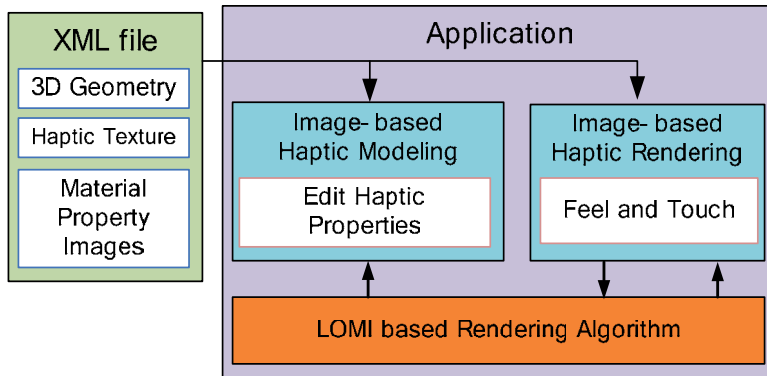 XML file
3D Geometry
Haptic Texture
Material
Property
Images
Application
Image- based
Haptic Modeling
Edit Haptic
Properties
Image-based
Haptic Rendering
Feel and Touch
LOMI based Rendering Algorithm